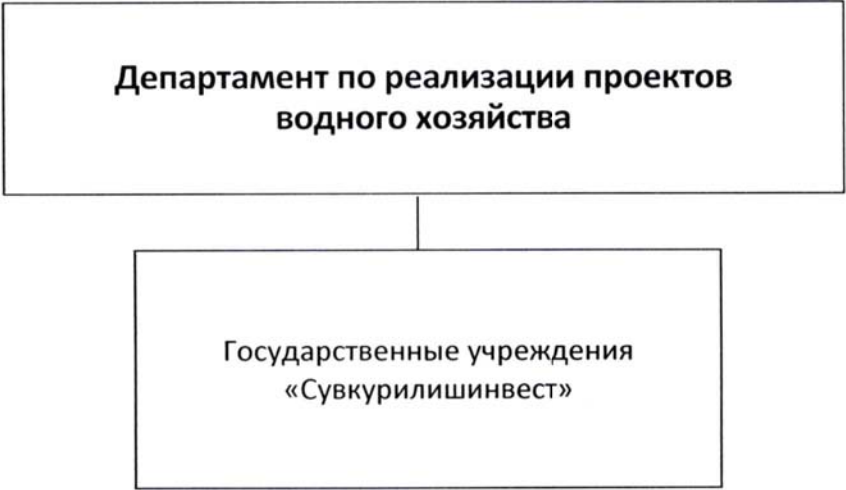 Департамент по реализации проектов
водного хозяйства
Государственные учреждения
«Сувкурилишинвест»